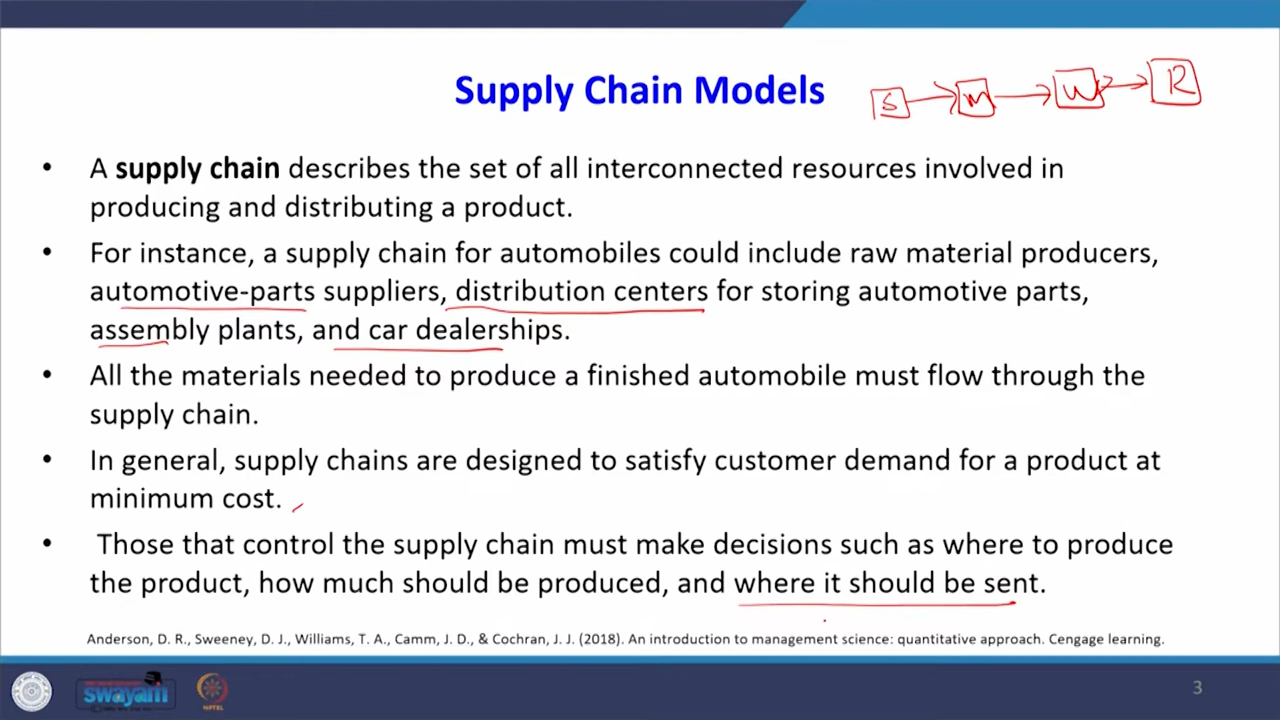 Supply Chain Models
S M W R
• A supply chain describes the set of all interconnected resources involved in
producing and distributing a product.
• For instance, a supply chain for automobiles could include raw material producers,
automotive-parts suppliers, distribution centers for storing automotive parts,
assembly plants, and car dealerships.
• All the materials needed to produce a finished automobile must flow through the
supply chain.
• In general, supply chains are designed to satisfy customer demand for a product at
minimum cost.
• Those that control the supply chain must make decisions such as where to produce
the product, how much should be produced, and where it should be sent.
Anderson, D. R., Sweeney, D. J., Williams, T. A., Camm, J. D., & Cochran, J. J. (2018). An introduction to management science: quantitative approach. Cengage learning.
swayam
NPTEL
3